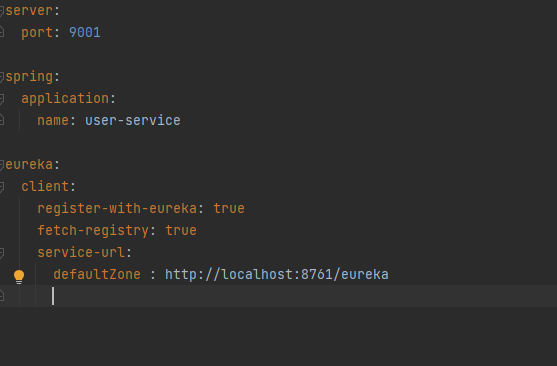 server:
  port: 9001

spring:
  application:
    name: user-service

eureka:
  client:
    register-with-eureka: true
    fetch-registry: true
    service-url:
      defaultZone : http://localhost:8761/eureka